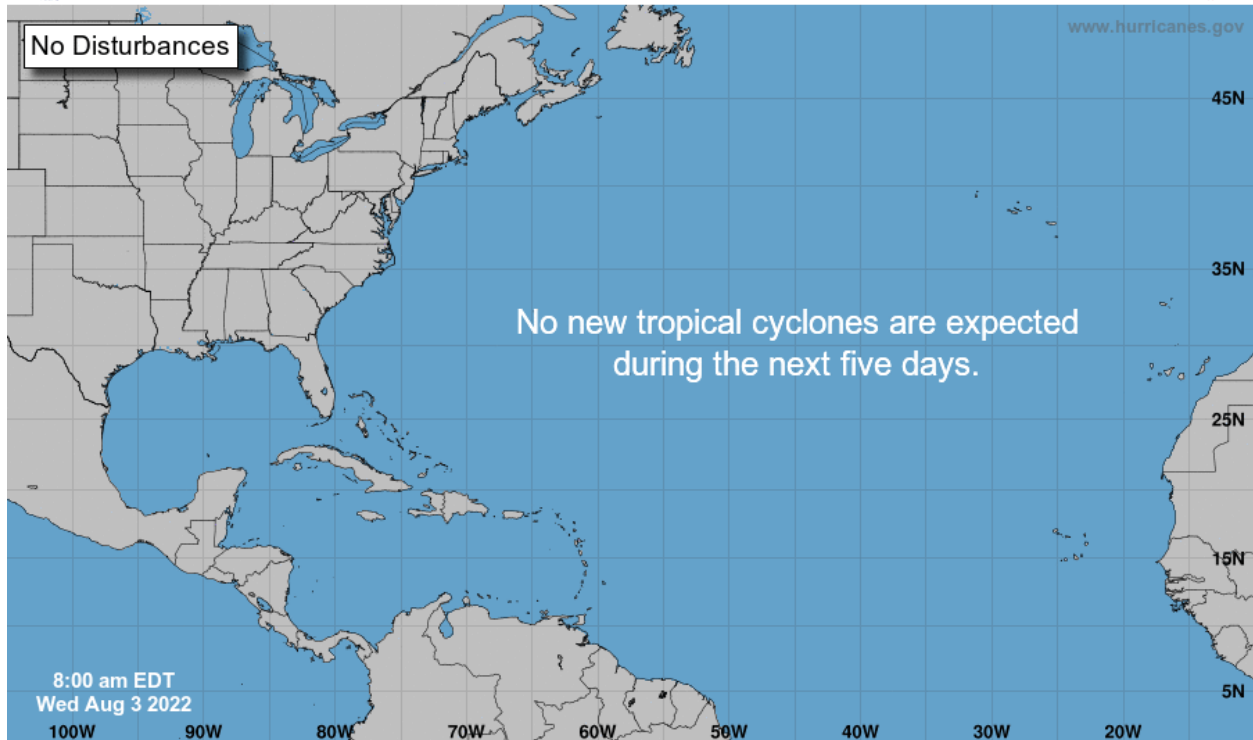 No Disturbances
www.hurricanes.gov
45N
35N
No new tropical cyclones are expected
during the next five days.
25N
15N
8:00 am EDT
Wed Aug 3 2022
5N
100W 90W 80W 70W 60W 50W 40W 30W 20W